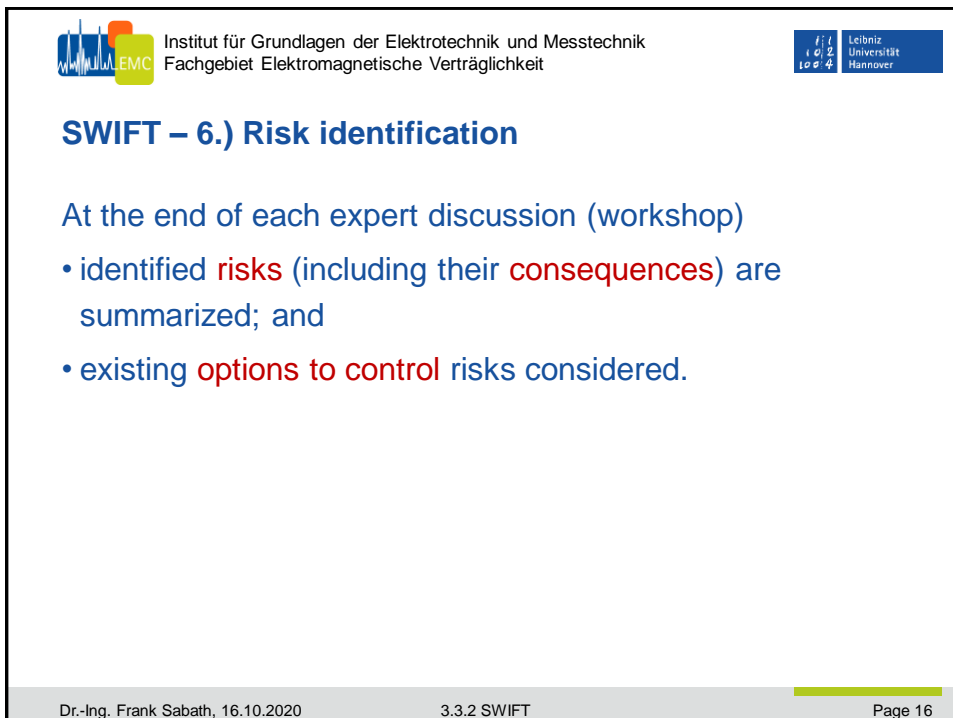 Institut für Grundlagen der Elektrotechnik und Messtechnik
Fachgebiet Elektromagnetische Verträglichkeit
EMC
Leibniz
Universität
Hannover
SWIFT – 6.) Risk identification
At the end of each expert discussion (workshop)
• identified risks (including their consequences) are
summarized; and
• existing options to control risks considered.
Dr.-Ing. Frank Sabath, 16.10.2020
3.3.2 SWIFT
Page 16